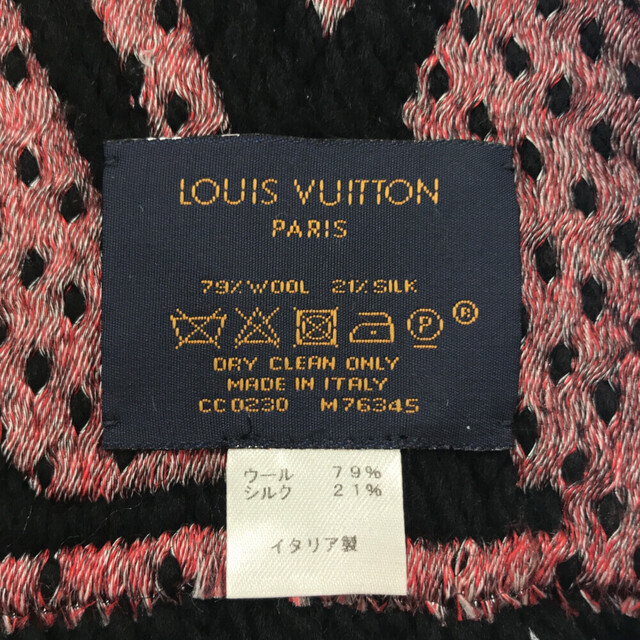 LOUIS VUITTON
PARIS
79% WOOL 21% SILK
P ®
DRY CLEAN ONLY
MADE IN ITALY
CC0230 M76345
ウール 79%
シルク 21%
イタリア製